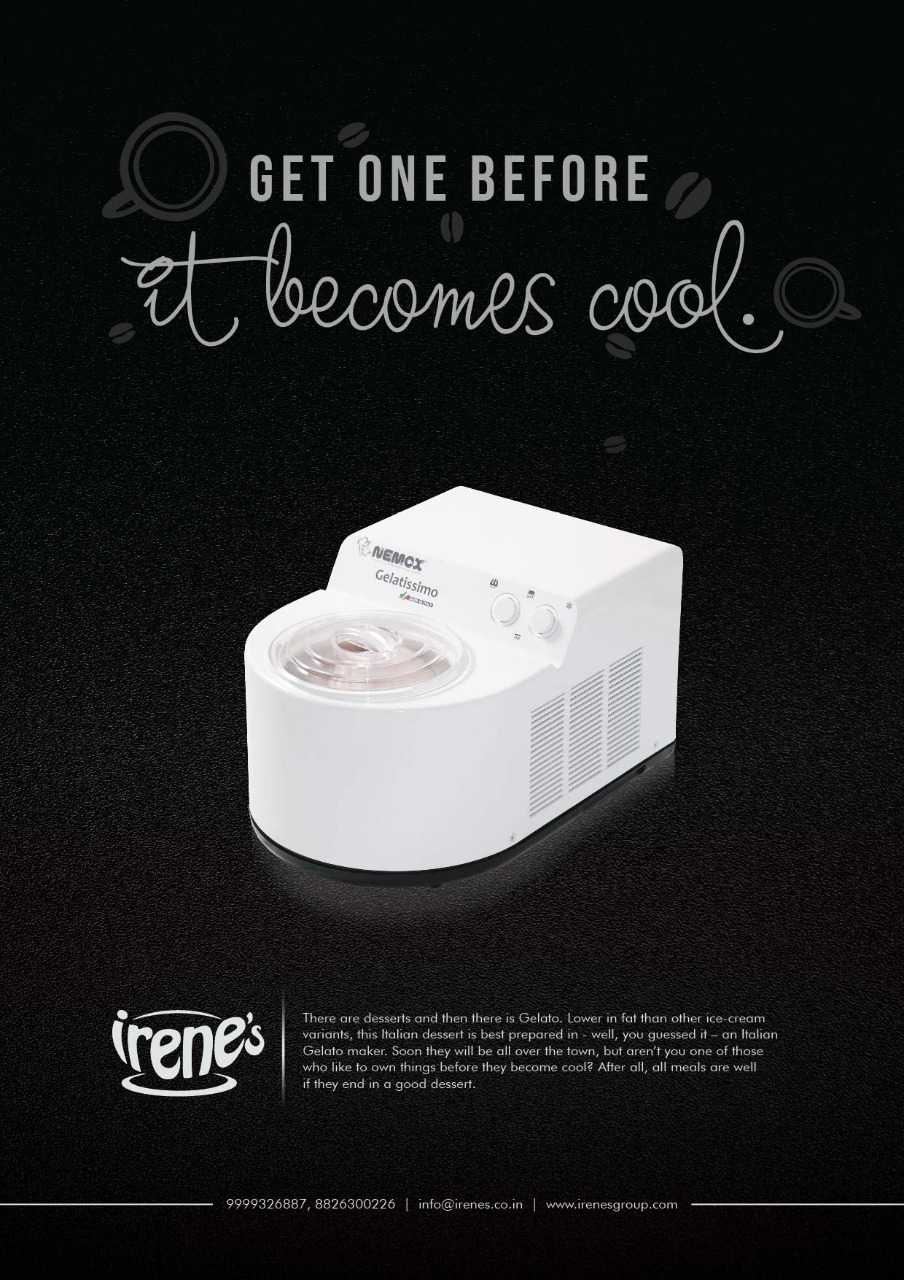 GET ONE BEFORE
it becomes cool.
NEMOX
Gelatissimo
irene's
There are desserts and then there is Gelato. Lower in fat than other ice-cream
variants, this Italian dessert is best prepared in - well, you guessed it – an Italian
Gelato maker. Soon they will be all over the town, but aren't you one of those
who like to own things before they become cool? After all, all meals are well
if they end in a good dessert.
9999326887, 8826300226 | info@irenes.co.in | www.irenesgroup.com